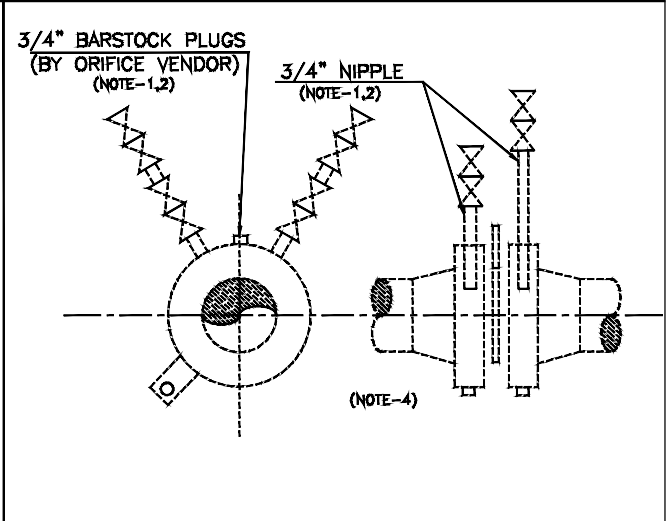 3/4" BARSTOCK PLUGS
(BY ORIFICE VENDOR)
(NOTE-1,2)
3/4" NIPPLE
(NOTE-1,2)
(NOTE-4)